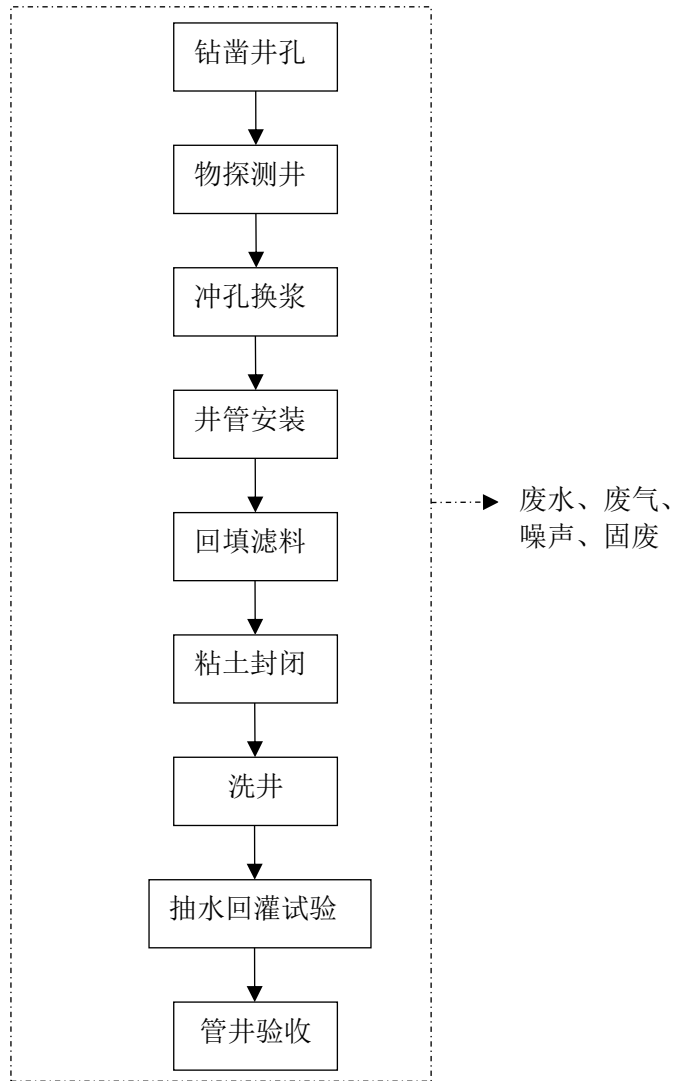 钻凿井孔
物探测井
冲孔换浆
井管安装
废水、废气、
噪声、固废
回填滤料
粘土封闭
洗井
抽水回灌试验
管井验收